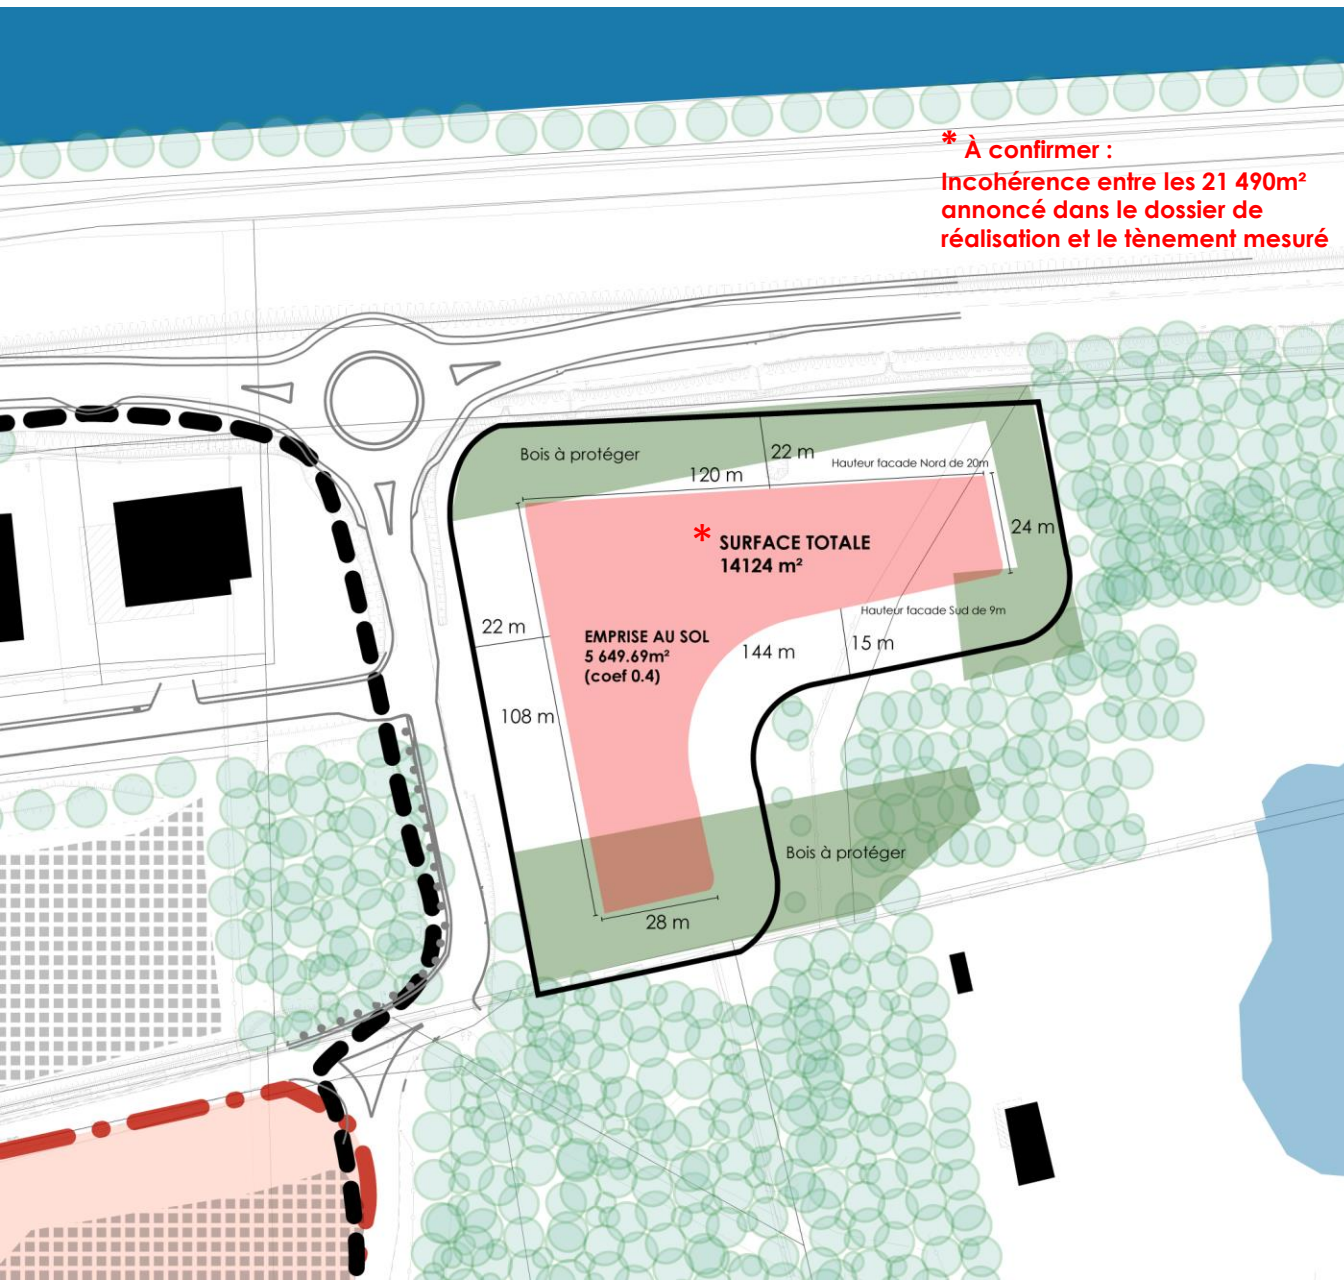 * À confirmer :
Incohérence entre les 21 490m²
annoncé dans le dossier de
réalisation et le tènement mesuré
Bois à protéger
22 m
120 m
Hauteur facade Nord de 20m
24 m
* SURFACE TOTALE
14124 m²
Hauteur facade Sud de 9m
22 m
EMPRISE AU SOL
5 649.69m²
(coef 0.4)
144 m
15 m
108 m
Bois à protéger
28 m